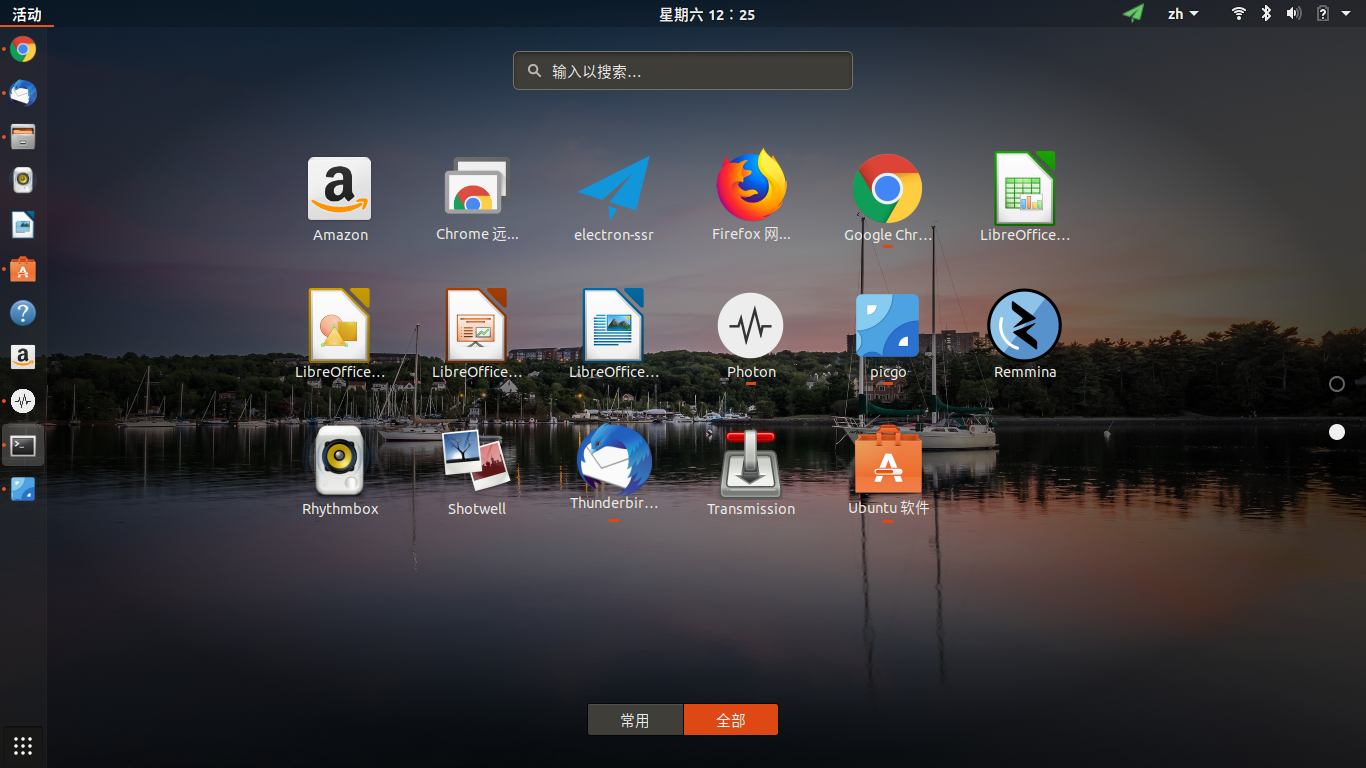 活动
星期六 12：25
zh
输入以搜索…
Amazon
Chrome 远...
electron-ssr
Firefox 网...
Google Chr...
LibreOffice...
LibreOffice...
LibreOffice...
LibreOffice...
Photon
picgo
Remmina
Rhythmbox
Shotwell
Thunderbir...
Transmission
Ubuntu 软件
常用
全部